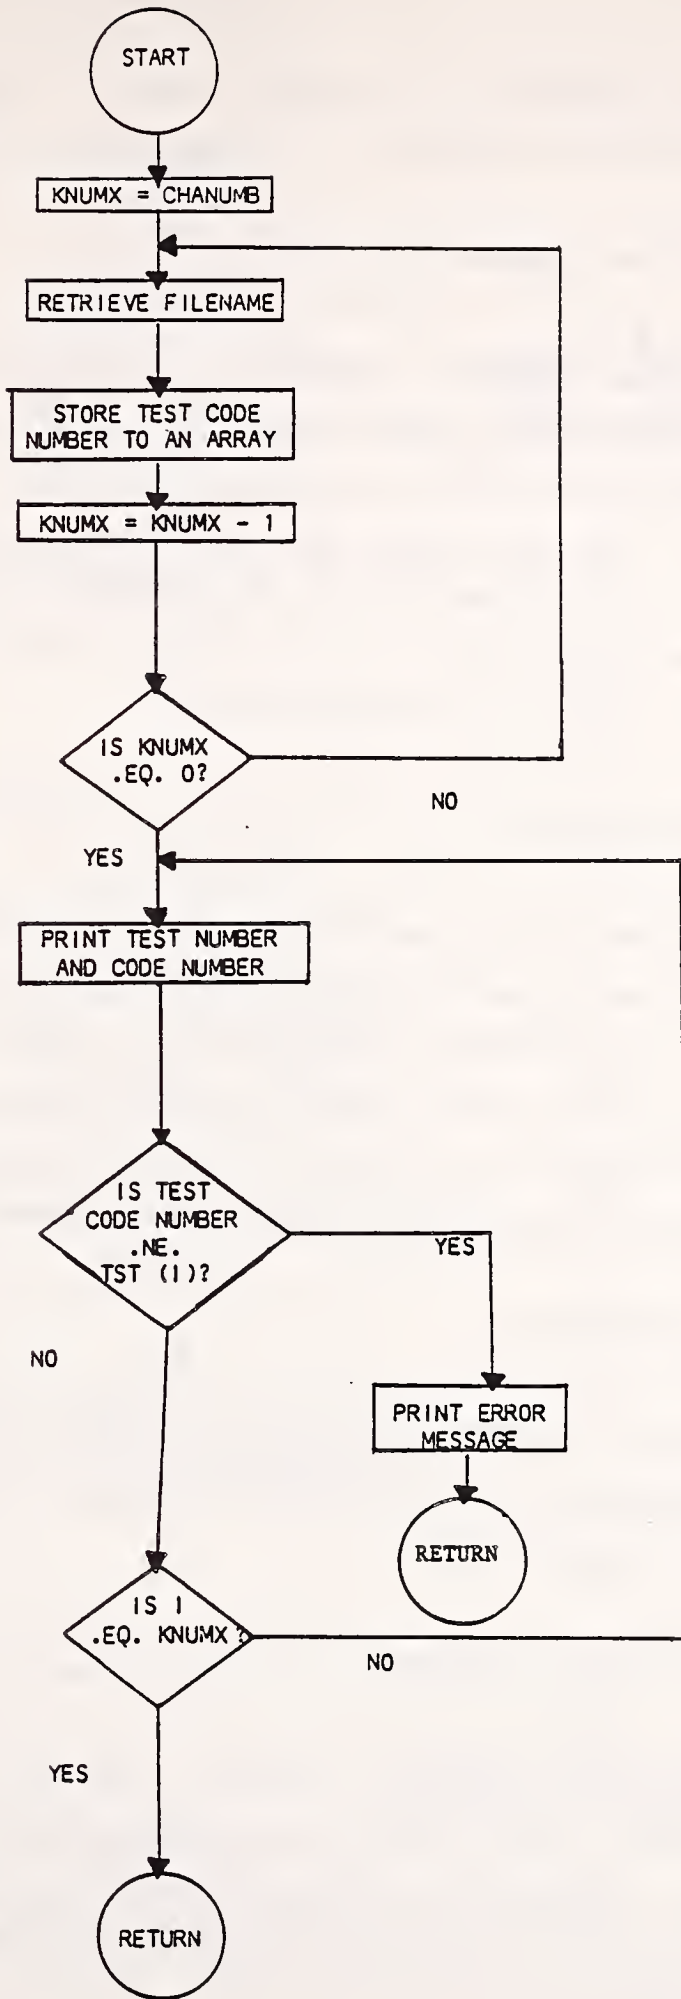 START
KNUMX = CHANUMB
RETRIEVE FILENAME
STORE TEST CODE
NUMBER TO AN ARRAY
KNUMX = KNUMX - 1
IS KNUMX
.EQ. 0?
NO
YES
PRINT TEST NUMBER
AND CODE NUMBER
IS TEST
CODE NUMBER
.NE.
TST (I)?
YES
NO
PRINT ERROR
MESSAGE
RETURN
IS I
.EQ. KNUMX ?
NO
YES
RETURN